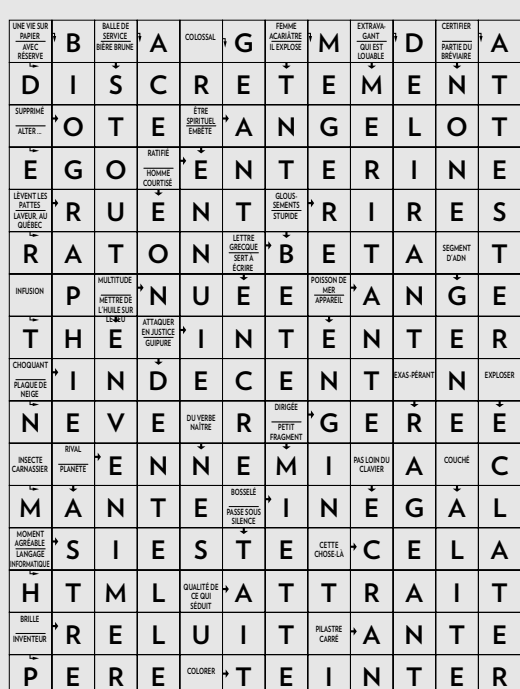 UNE VIE SUR
PAPIER
AVEC
RÉSERVE
B
BALLE DE
SERVICE
BIÈRE BRUNE
A
COLOSSAL
G
FEMME
ACARIÂTRE
IL EXPLOSE
M
EXTRAVA-
GANT
QUI EST
LOUABLE
D
CERTIFIER
PARTIE DU
BRÉVIAIRE
A
D I S C R E T E M E N T
SUPPRIMÉ
ALTER ...
O T E
ÊTRE
SPIRITUEL
EMBÊTE
A N G E L O T
E G O
RATIFIÉ
HOMME
COURTISÉ
E N T E R I N E
LÈVENT LES
PATTES
LAVEUR, AU
QUÉBEC
R U E N T
GLOUS-
SEMENTS
STUPIDE
R I R E S
R A T O N
LETTRE
GRECQUE
SERT À
ÉCRIRE
B E T A
SEGMENT
D'ADN
T
INFUSION
P
MULTITUDE
METTRE DE
L'HUILE SUR
LE FEU
N U E E
POISSON DE
MER
APPAREIL
A N G E
T H E
ATTAQUER
EN JUSTICE
GUIPURE
I N T E N T E R
CHOQUANT
PLAQUE DE
NEIGE
I N D E C E N T
EXAS-PÉRANT
N
EXPLOSER
N E V E
DU VERBE
NAÎTRE
R
DIRIGÉE
PETIT
FRAGMENT
G E R E E
INSECTE
CARNASSIER
RIVAL
PLANÈTE
E N N E M I
PAS LOIN DU
CLAVIER
A
COUCHÉ
C
M A N T E
BOSSELÉ
PASSE SOUS
SILENCE
I N E G A L
MOMENT
AGRÉABLE
LANGAGE
INFORMATIQUE
S I E S T E
CETTE
CHOSE-LÀ
C E L A
H T M L
QUALITÉ DE
CE QUI
SÉDUIT
A T T R A I T
BRILLE
INVENTEUR
R E L U I T
PILASTRE
CARRÉ
A N T E
P E R E
COLORER
T E I N T E R